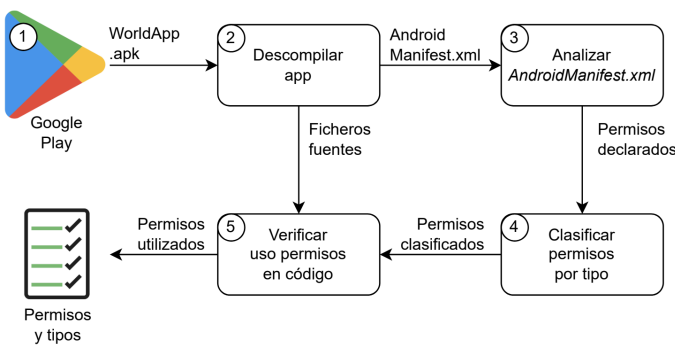 1
Google
Play
WorldApp
.apk
2
Descompilar
app
Android
Manifest.xml
3
Analizar
AndroidManifest.xml
Ficheros
fuentes
Permisos
declarados
4
Clasificar
permisos
por tipo
Permisos
clasificados
5
Verificar
uso permisos
en código
Permisos
utilizados
Permisos
y tipos